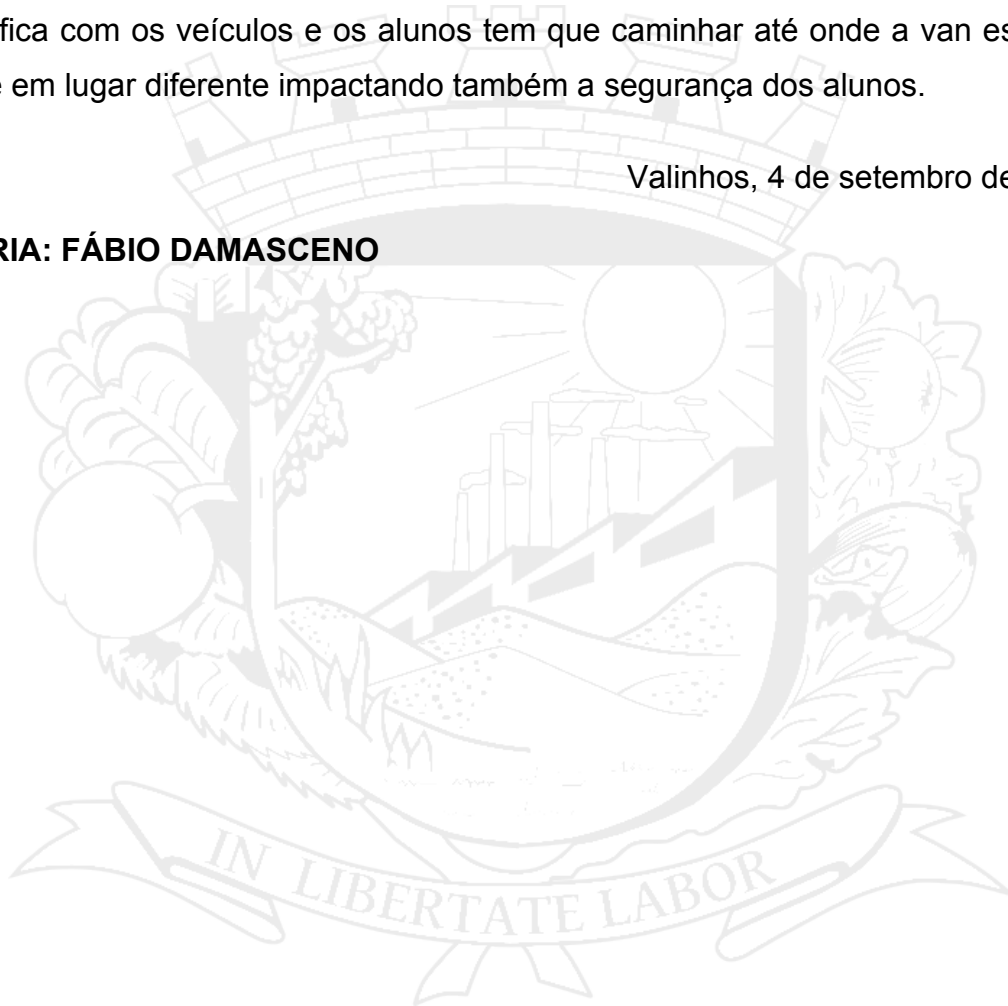 fica com os veículos e os alunos tem que caminhar até onde a van es
em lugar diferente impactando também a segurança dos alunos.
Valinhos, 4 de setembro de
RIA: FÁBIO DAMASCENO
IN LIBERTATE LABOR